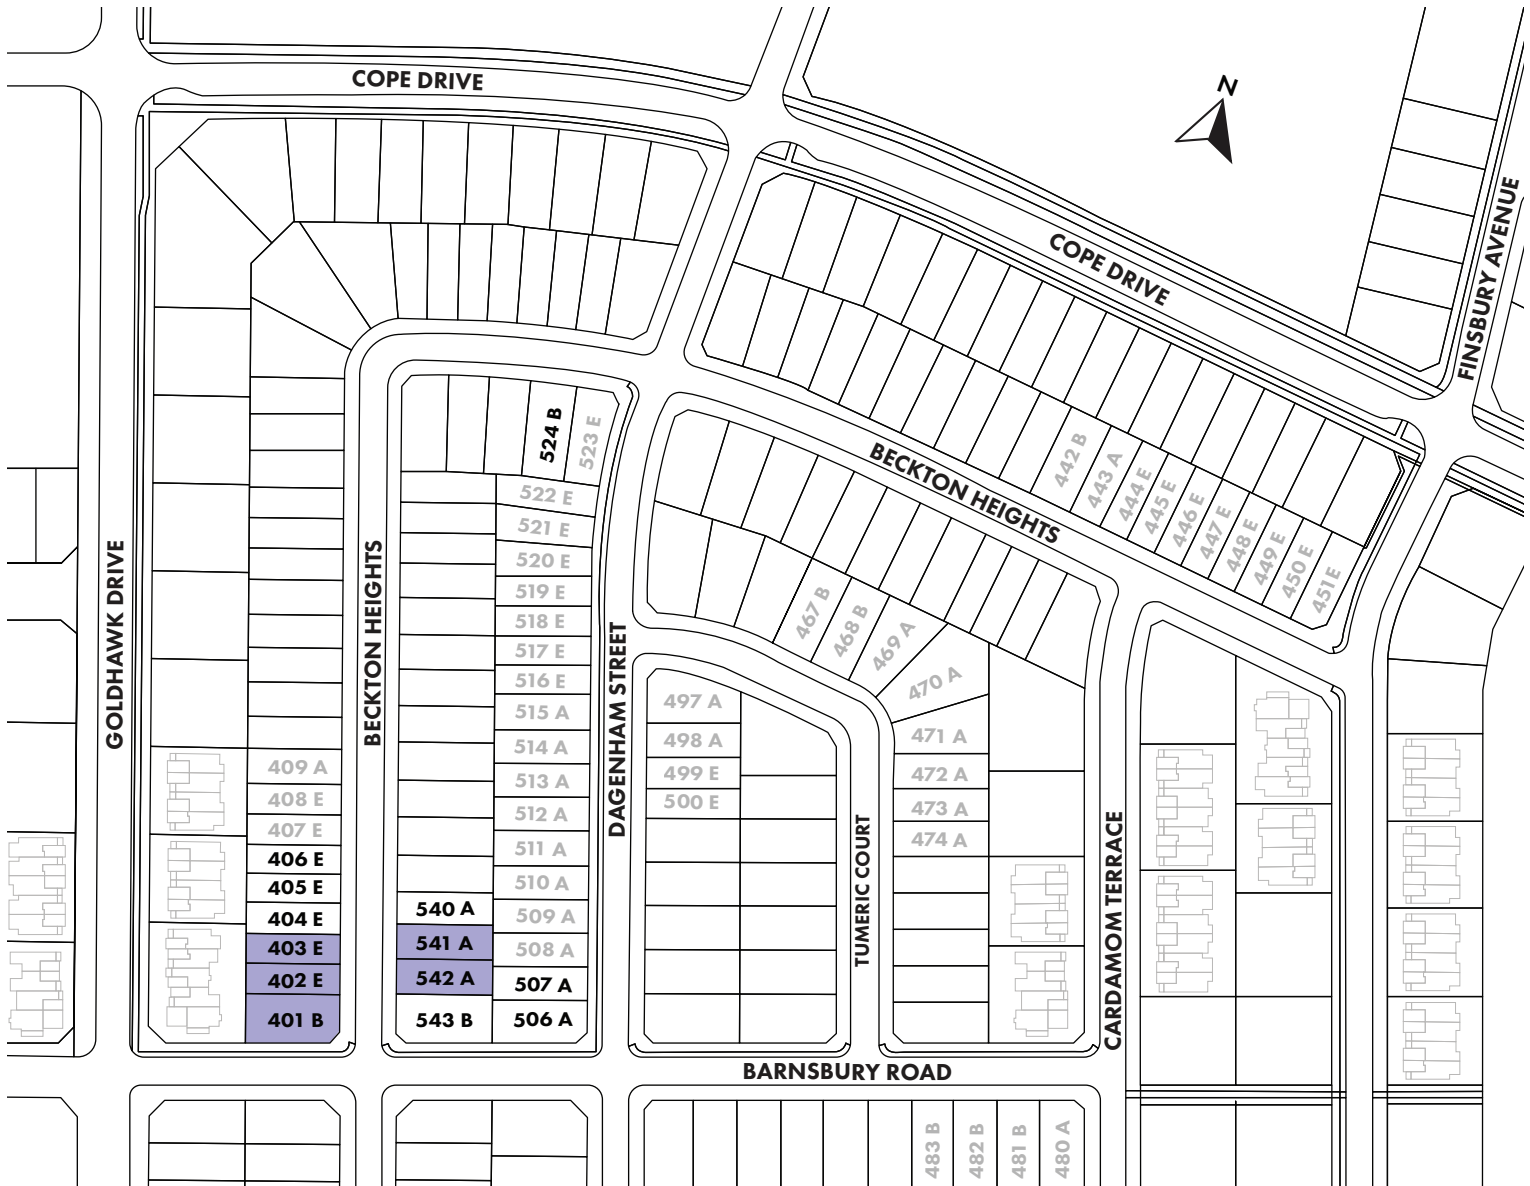 COPE DRIVE
N
COPE DRIVE
FINSBURY AVENUE
GOLDHAWK DRIVE
BECKTON HEIGHTS
BECKTON HEIGHTS
DAGENHAM STREET
TUMERIC COURT
CARDAMOM TERRACE
BARNSBURY ROAD
524 B
523 E
522 E
521 E
520 E
519 E
518 E
517 E
516 E
515 A
514 A
513 A
512 A
511 A
510 A
509 A
508 A
507 A
506 A
409 A
408 E
407 E
406 E
405 E
404 E
403 E
402 E
401 B
540 A
541 A
542 A
543 B
442 B
443 A
444 E
445 E
446 E
447 E
448 E
449 E
450 E
451 E
467 B
468 B
469 A
470 A
471 A
472 A
473 A
474 A
497 A
498 A
499 E
500 E
483 B
482 B
481 B
480 A